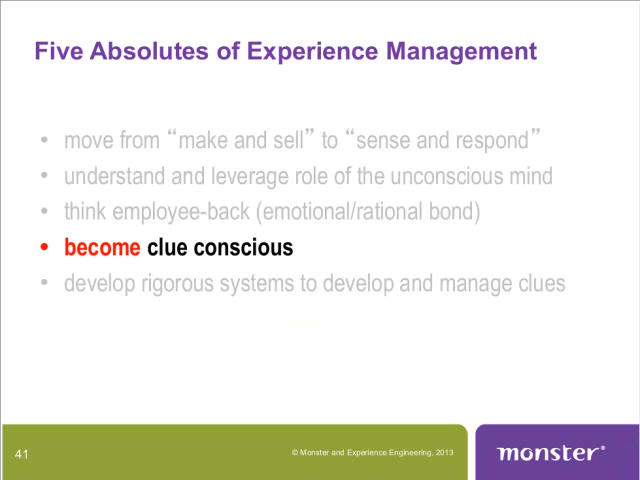 Five Absolutes of Experience Management
• move from “make and sell” to “sense and respond”
• understand and leverage role of the unconscious mind
• think employee-back (emotional/rational bond)
• become clue conscious
• develop rigorous systems to develop and manage clues
41
© Monster and Experience Engineering, 2013
monster®